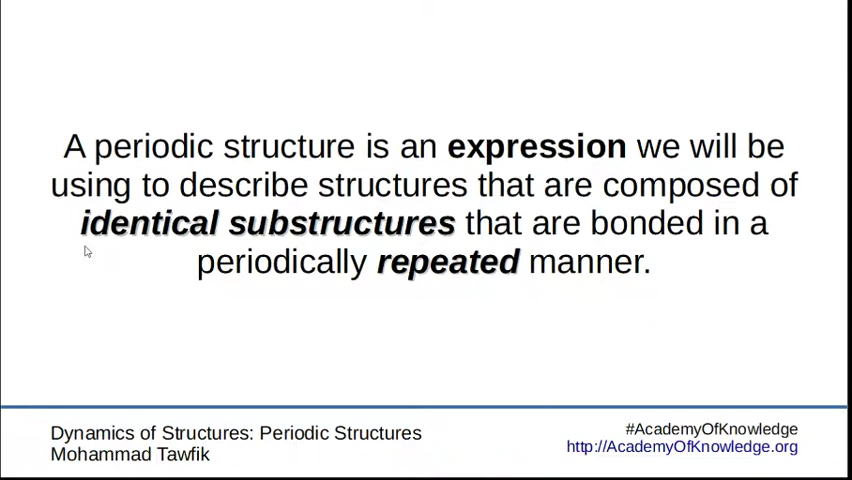 A periodic structure is an expression we will be
using to describe structures that are composed of
identical substructures that are bonded in a
periodically repeated manner.
Dynamics of Structures: Periodic Structures
Mohammad Tawfik
#AcademyOfKnowledge
http://AcademyOfKnowledge.org